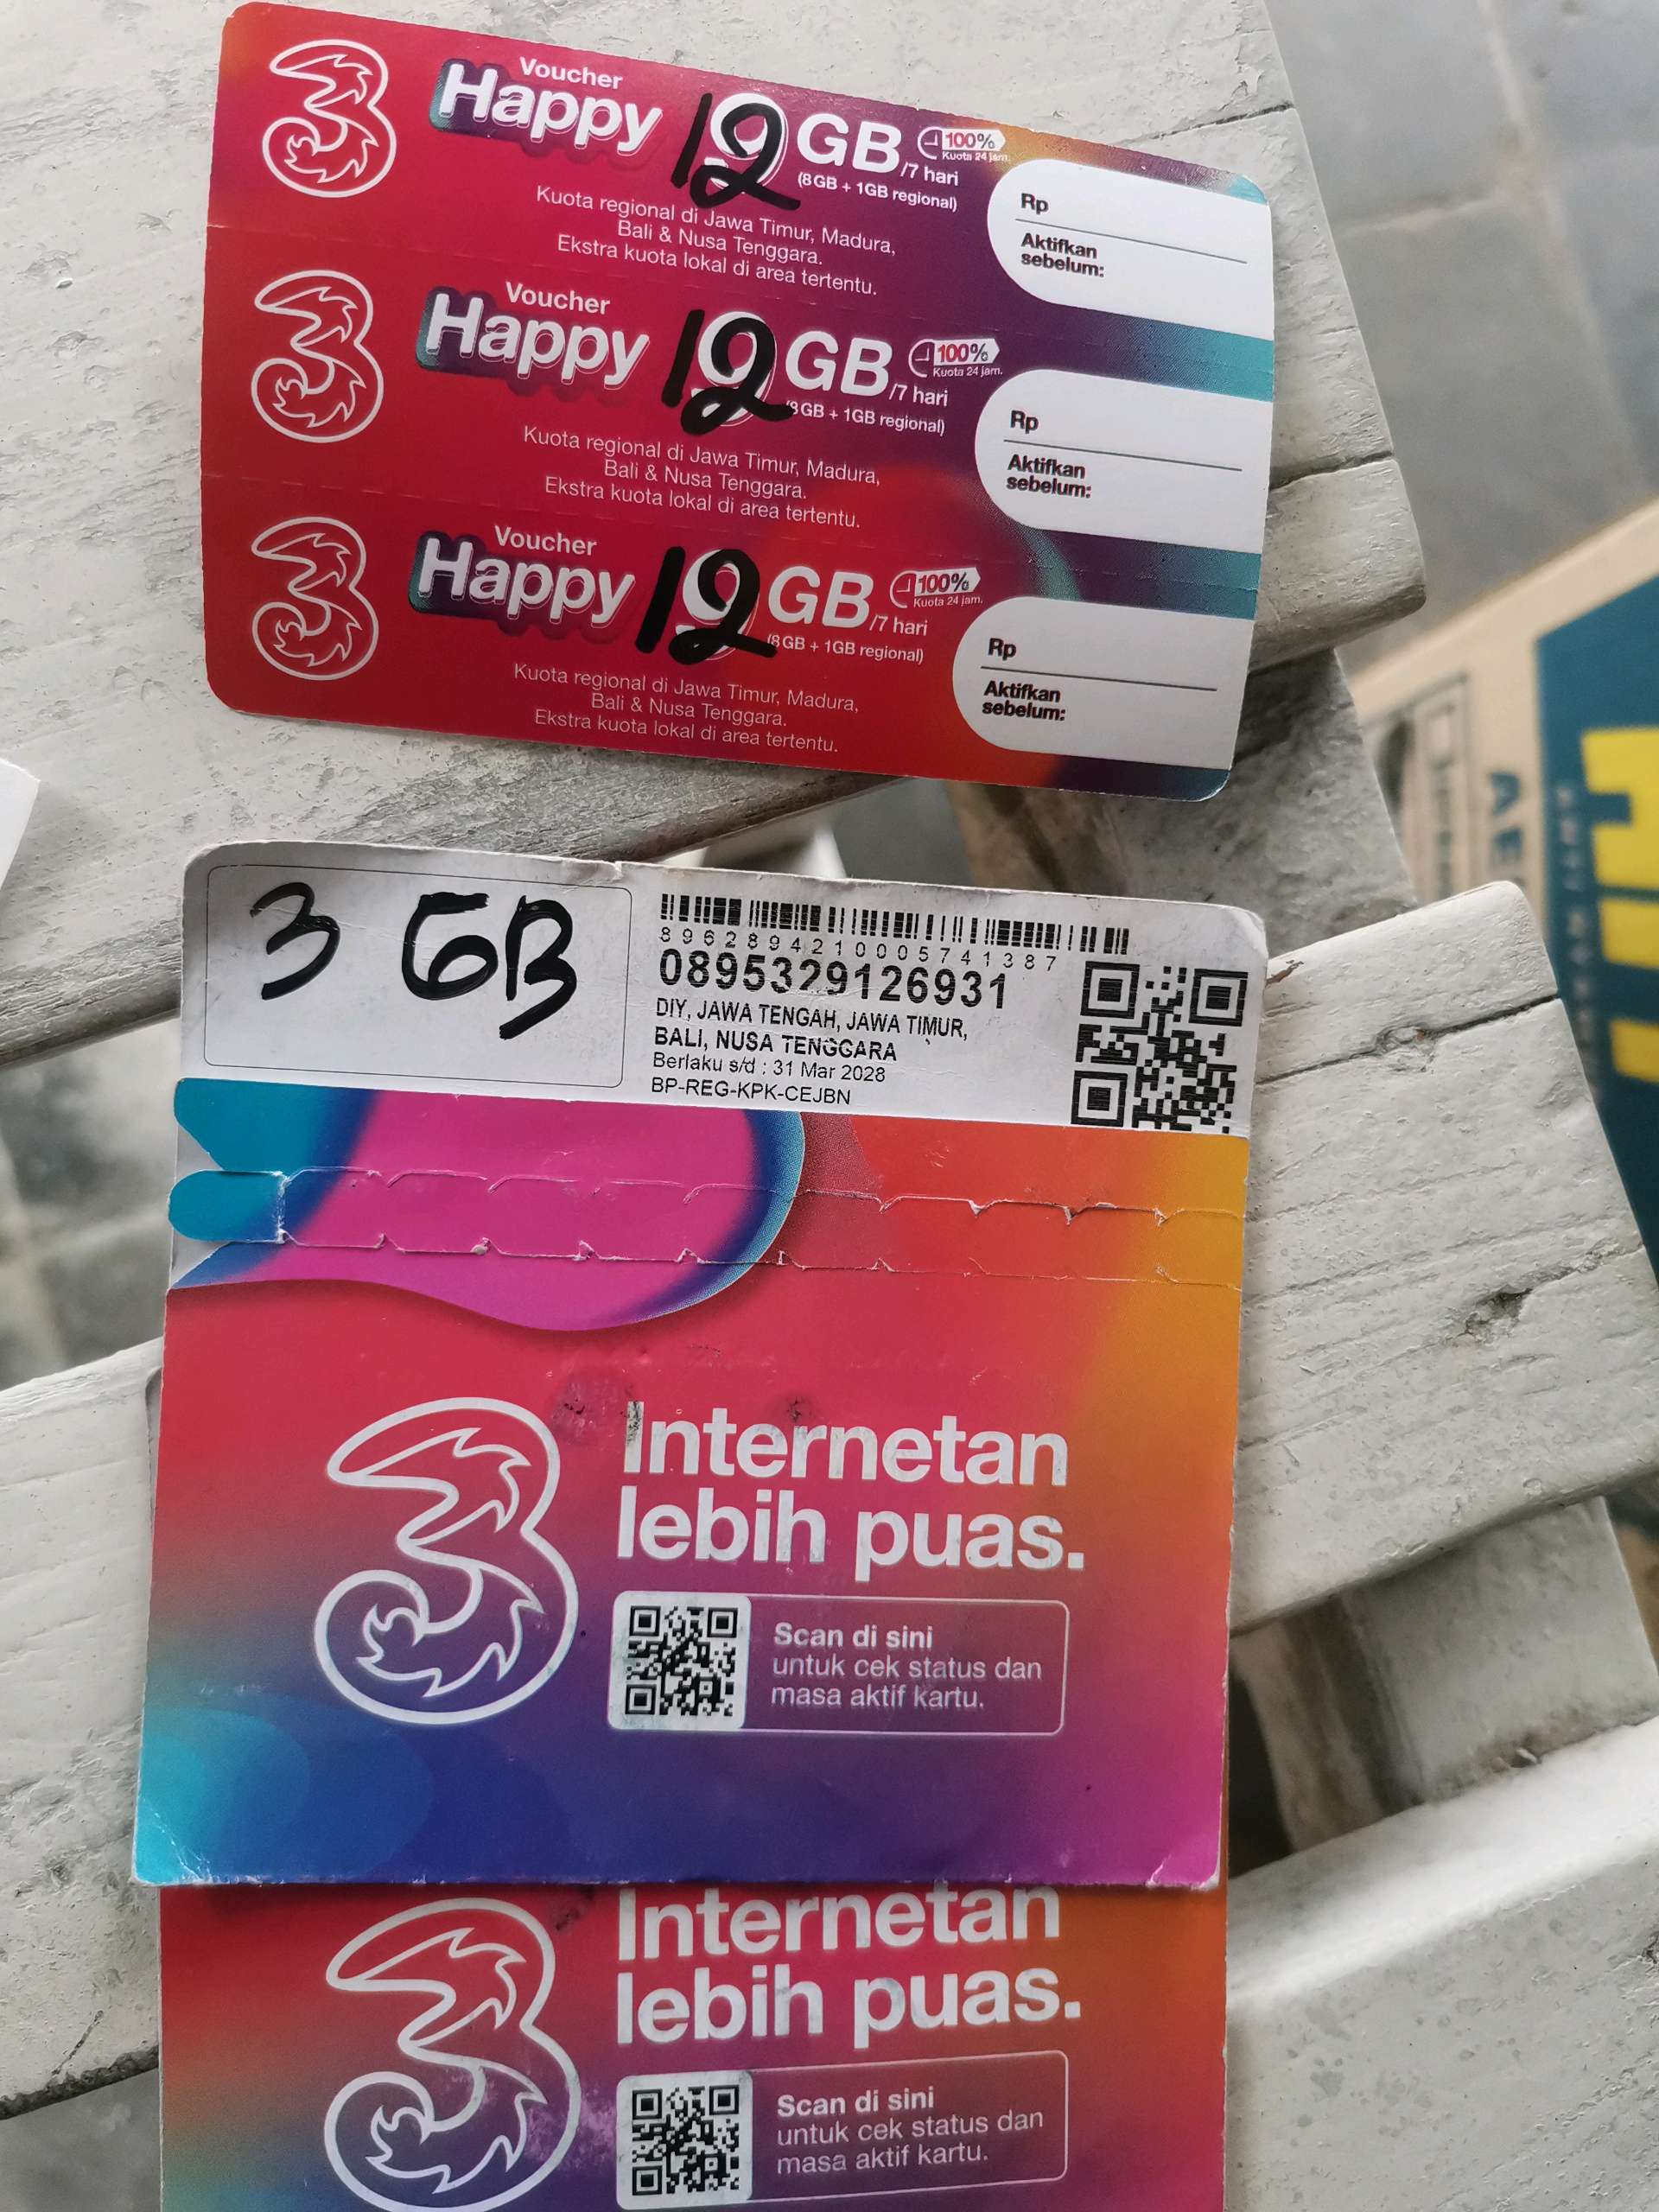 Voucher
Happy 12 GB /7 hari
100%
Kuota 24 jam.
(8GB + 1GB regional)
Kuota regional di Jawa Timur, Madura,
Bali & Nusa Tenggara.
Ekstra kuota lokal di area tertentu.
Rp
Aktifkan
sebelum:
Voucher
Happy 12 GB /7 hari
100%
Kuota 24 jam.
(8GB + 1GB regional)
Kuota regional di Jawa Timur, Madura,
Bali & Nusa Tenggara.
Ekstra kuota lokal di area tertentu.
Rp
Aktifkan
sebelum:
Voucher
Happy 12 GB /7 hari
100%
Kuota 24 jam.
(8GB + 1GB regional)
Kuota regional di Jawa Timur, Madura,
Bali & Nusa Tenggara.
Ekstra kuota lokal di area tertentu.
Rp
Aktifkan
sebelum:
3 GB
8962894210005741387
0895329126931
DIY, JAWA TENGAH, JAWA TIMUR,
BALI, NUSA TENGGARA
Berlaku s/d : 31 Mar 2028
BP-REG-KPK-CEJBN
3
Internetan
lebih puas.
Scan di sini
untuk cek status dan
masa aktif kartu.
3
Internetan
lebih puas.
Scan di sini
untuk cek status dan
masa aktif kartu.